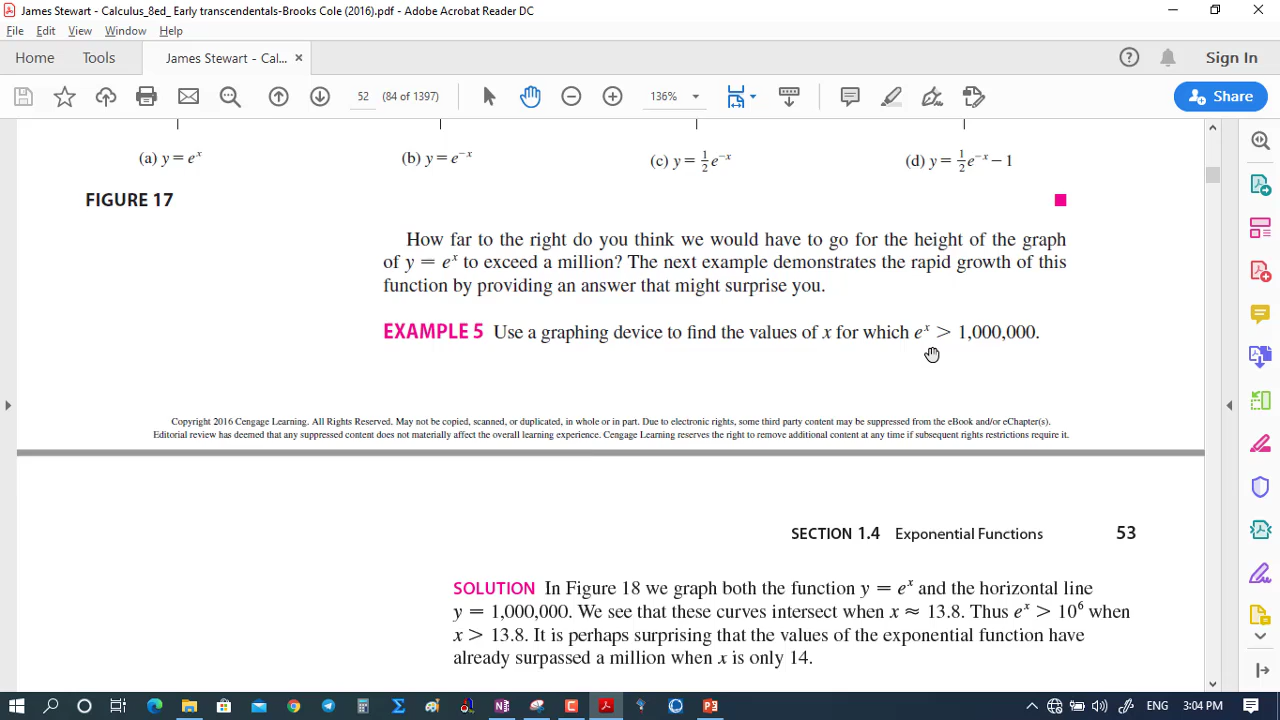 James Stewart - Calculus_8ed_ Early transcendentals-Brooks Cole (2016).pdf - Adobe Acrobat Reader DC
File Edit View Window Help
Home Tools James Stewart - Cal... ×
Sign In
52 (84 of 1397) 136%
Share
(a) y = eˣ (b) y = e⁻ˣ (c) y = ½e⁻ˣ (d) y = ½e⁻ˣ − 1
FIGURE 17
How far to the right do you think we would have to go for the height of the graph
of y = eˣ to exceed a million? The next example demonstrates the rapid growth of this
function by providing an answer that might surprise you.
EXAMPLE 5 Use a graphing device to find the values of x for which eˣ > 1,000,000.
Copyright 2016 Cengage Learning. All Rights Reserved. May not be copied, scanned, or duplicated, in whole or in part. Due to electronic rights, some third party content may be suppressed from the eBook and/or eChapter(s).
Editorial review has deemed that any suppressed content does not materially affect the overall learning experience. Cengage Learning reserves the right to remove additional content at any time if subsequent rights restrictions require it.
SECTION 1.4 Exponential Functions 53
SOLUTION In Figure 18 we graph both the function y = eˣ and the horizontal line
y = 1,000,000. We see that these curves intersect when x ≈ 13.8. Thus eˣ > 10⁶ when
x > 13.8. It is perhaps surprising that the values of the exponential function have
already surpassed a million when x is only 14.
ENG 3:04 PM